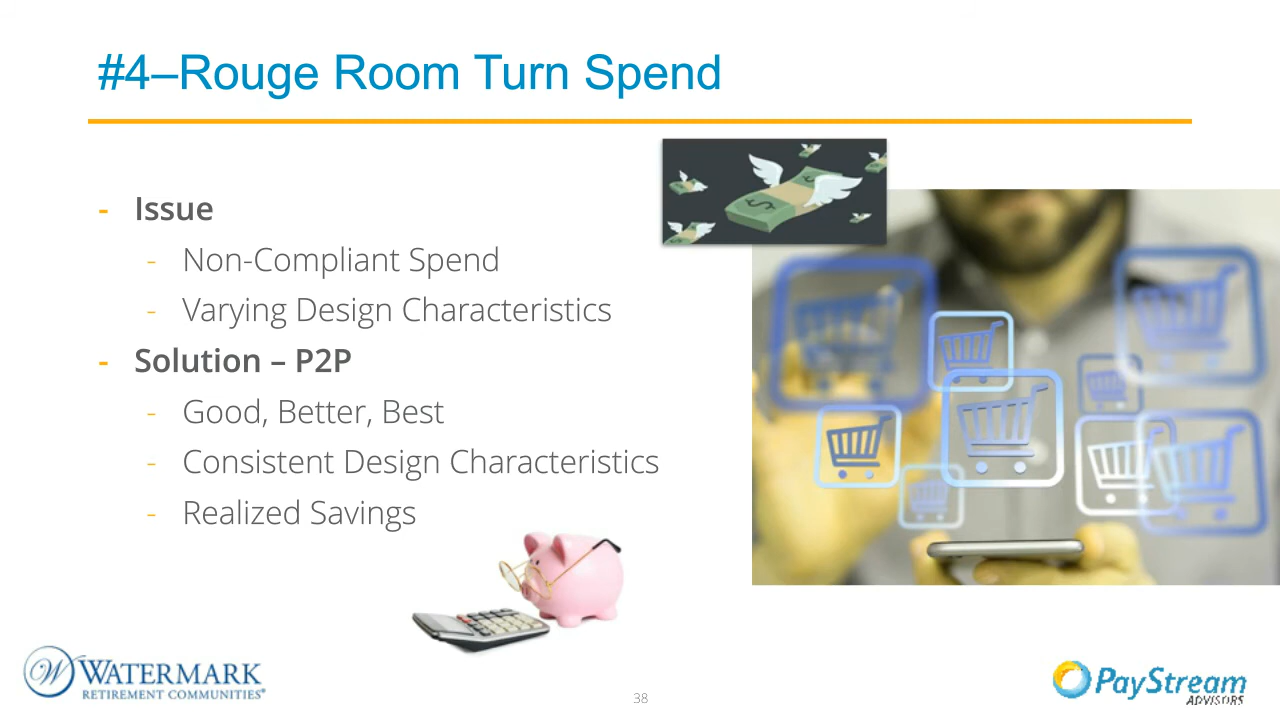 #4–Rouge Room Turn Spend
- Issue
- Non-Compliant Spend
- Varying Design Characteristics
- Solution – P2P
- Good, Better, Best
- Consistent Design Characteristics
- Realized Savings
W WATERMARK
RETIREMENT COMMUNITIES®
38
PayStream
ADVISORS